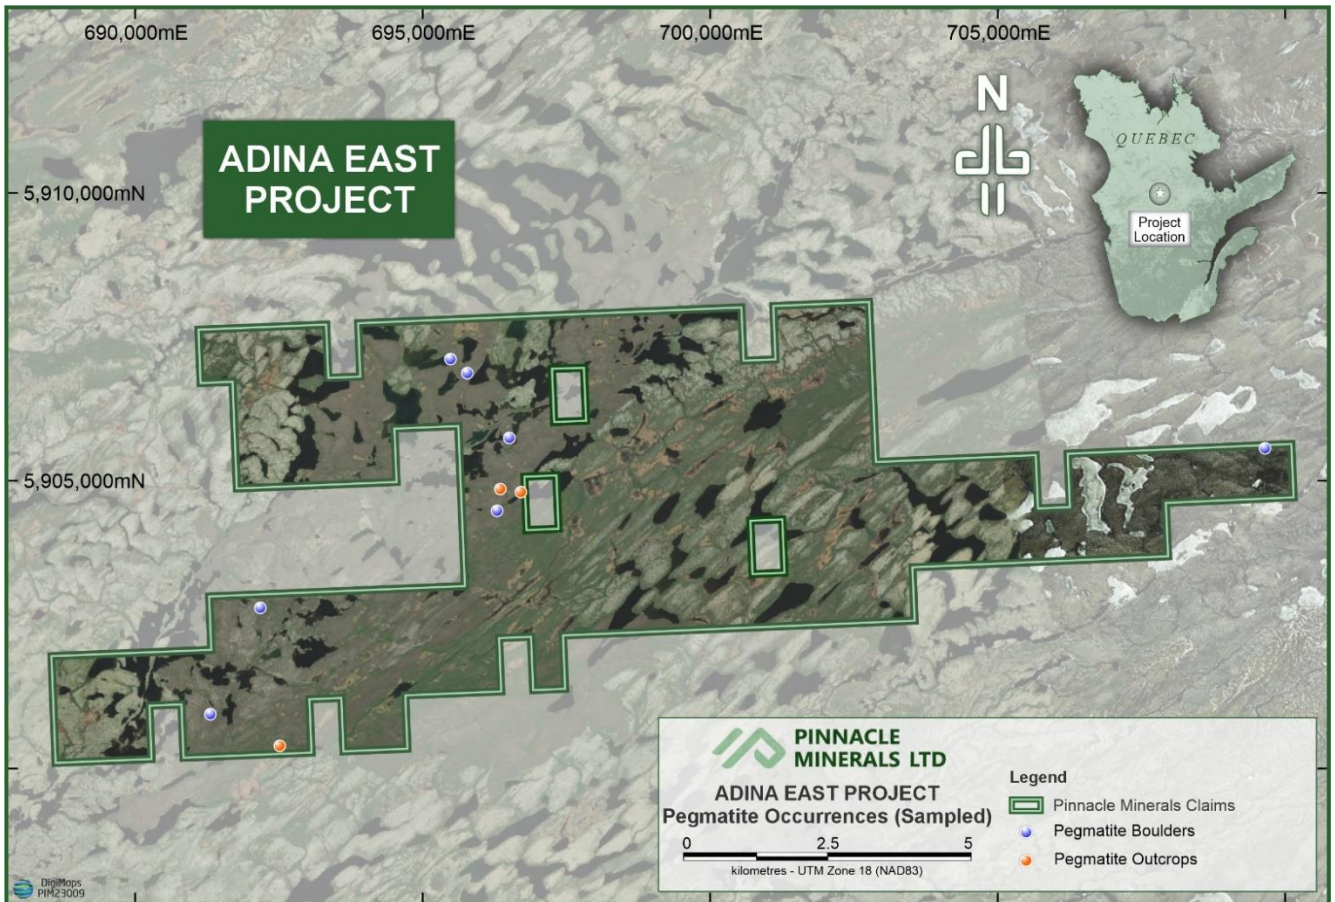 690,000mE
695,000mE
700,000mE
705,000mE
ADINA EAST
PROJECT
N
QUEBEC
Project
Location
5,910,000mN
5,905,000mN
PINNACLE
MINERALS LTD
ADINA EAST PROJECT
Pegmatite Occurrences (Sampled)
0 2.5 5
kilometres - UTM Zone 18 (NAD83)
Legend
Pinnacle Minerals Claims
Pegmatite Boulders
Pegmatite Outcrops
DigiMaps
PIM23009